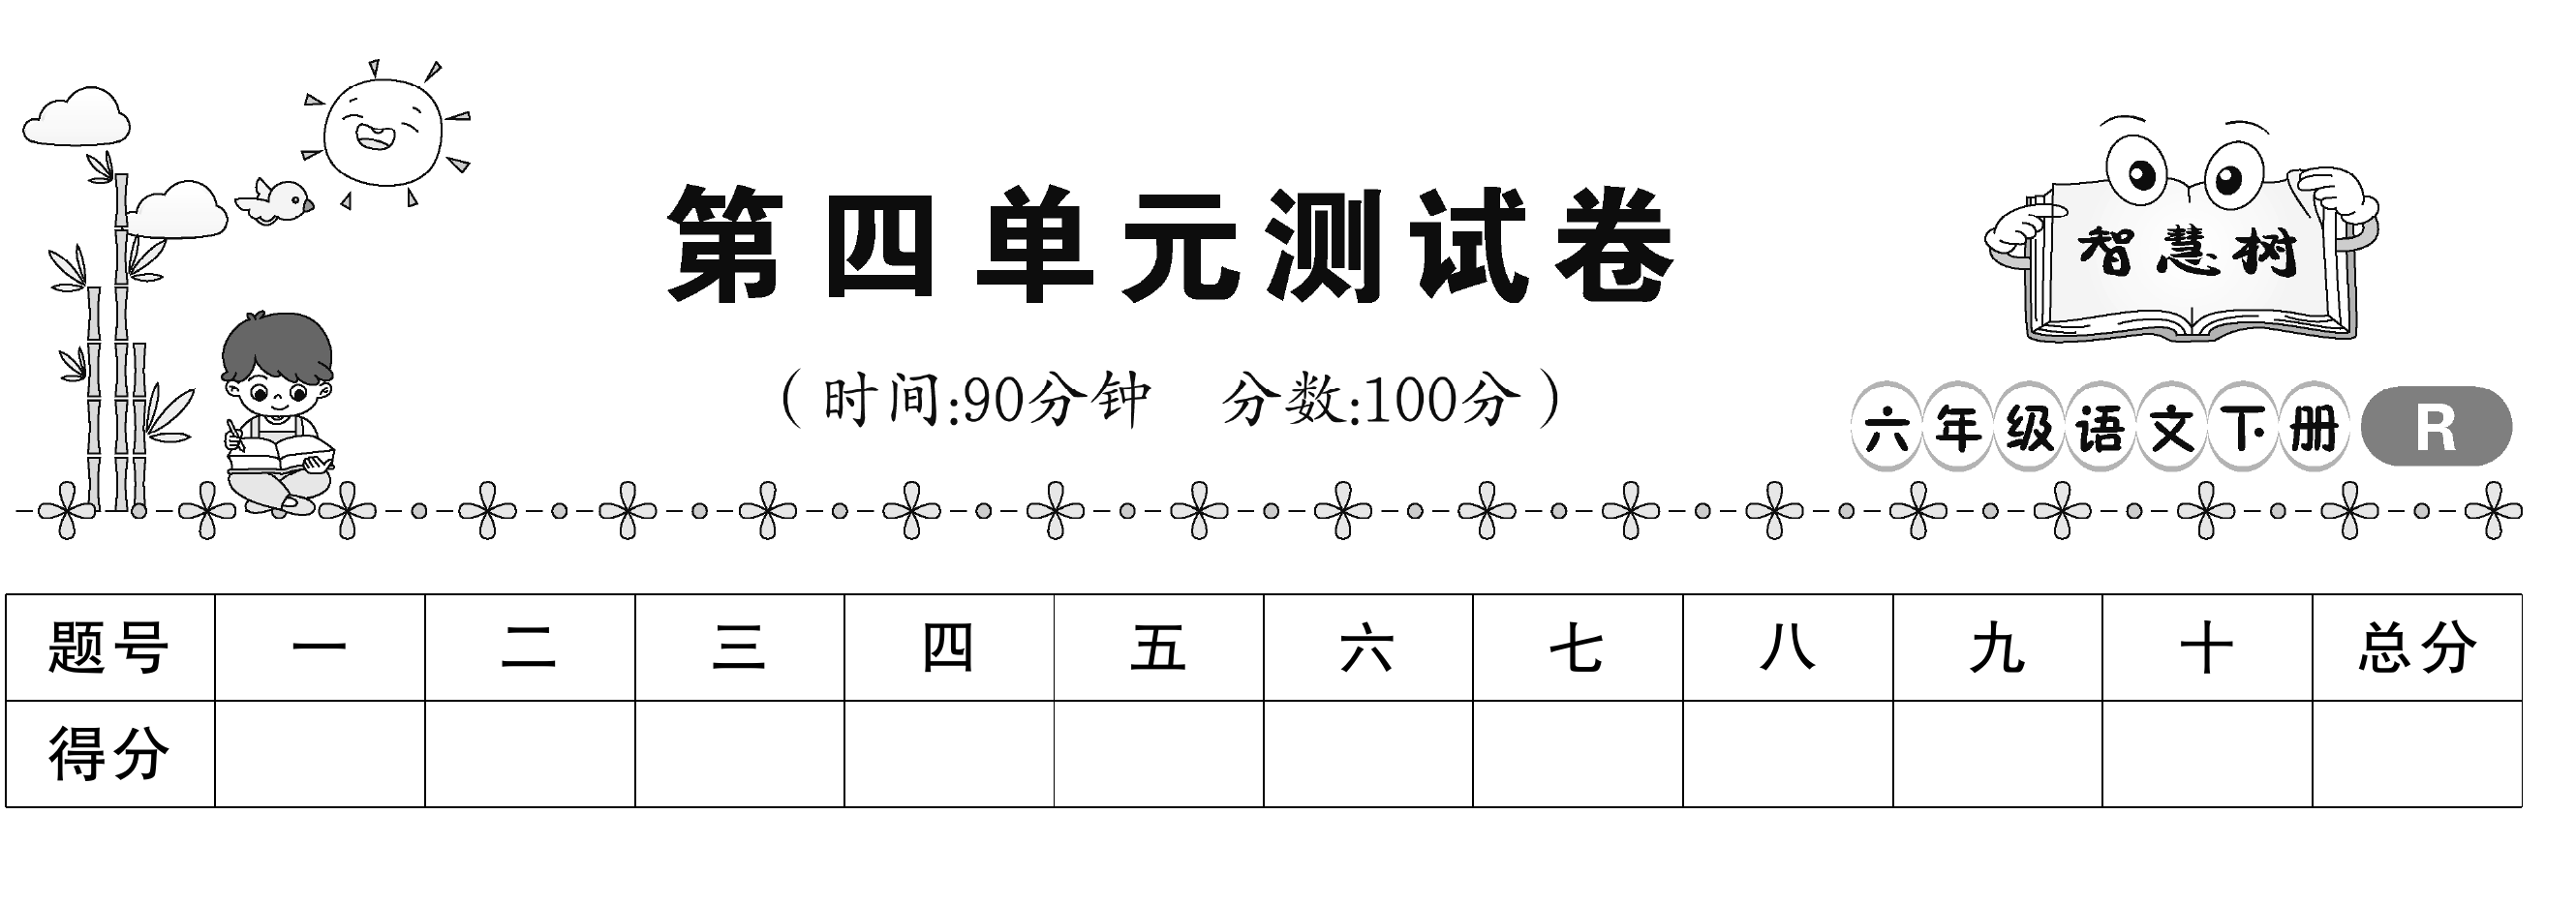 第四单元测试卷
智慧树
（时间:90分钟 分数:100分）
六年级语文下册 R
题号 一 二 三 四 五 六 七 八 九 十 总分
得分